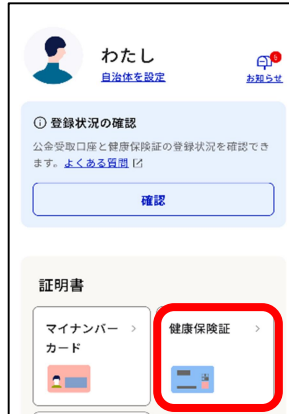 わたし
自治体を設定
お知らせ
登録状況の確認
公金受取口座と健康保険証の登録状況を確認でき
ます。よくある質問
確認
証明書
マイナンバー
カード
健康保険証